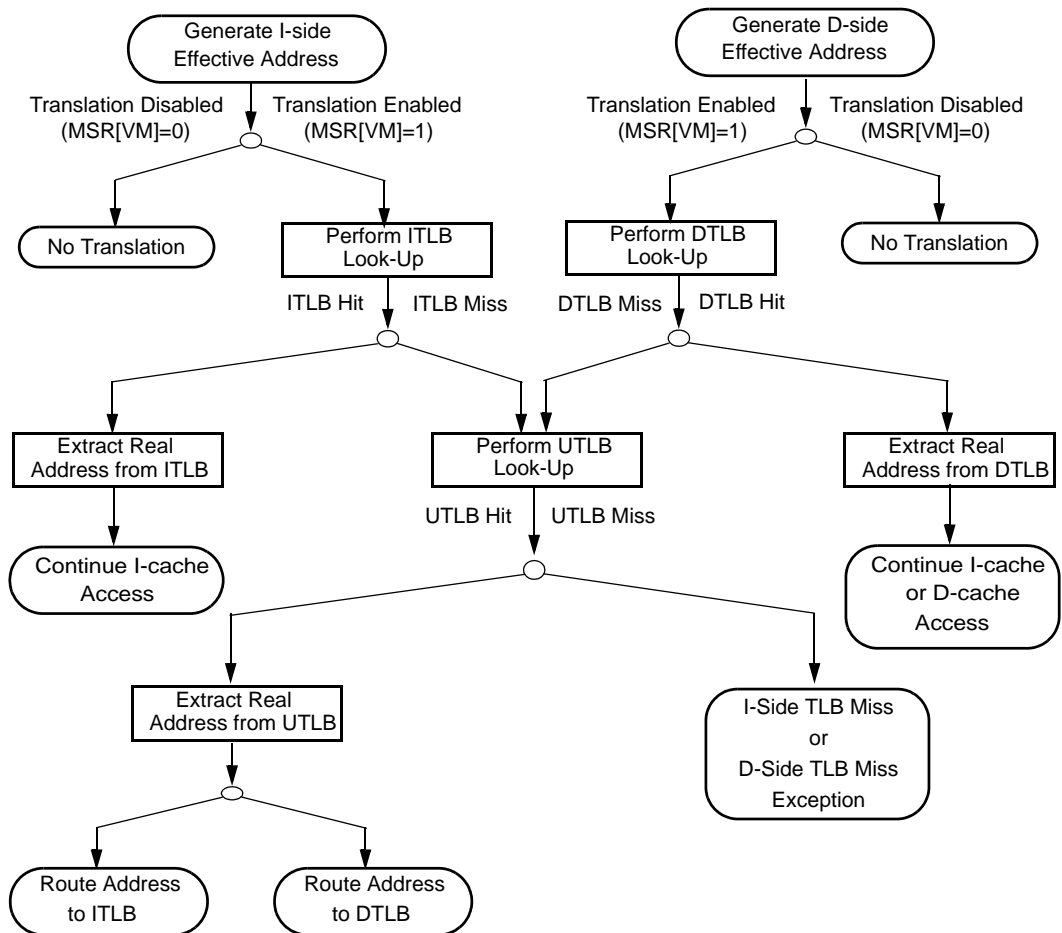 Generate I-side
Effective Address
Generate D-side
Effective Address
Translation Disabled
(MSR[VM]=0)
Translation Enabled
(MSR[VM]=1)
Translation Enabled
(MSR[VM]=1)
Translation Disabled
(MSR[VM]=0)
No Translation
Perform ITLB
Look-Up
Perform DTLB
Look-Up
No Translation
ITLB Hit
ITLB Miss
DTLB Miss
DTLB Hit
Extract Real
Address from ITLB
Perform UTLB
Look-Up
Extract Real
Address from DTLB
UTLB Hit
UTLB Miss
Continue I-cache
Access
Continue I-cache
or D-cache
Access
Extract Real
Address from UTLB
I-Side TLB Miss
or
D-Side TLB Miss
Exception
Route Address
to ITLB
Route Address
to DTLB